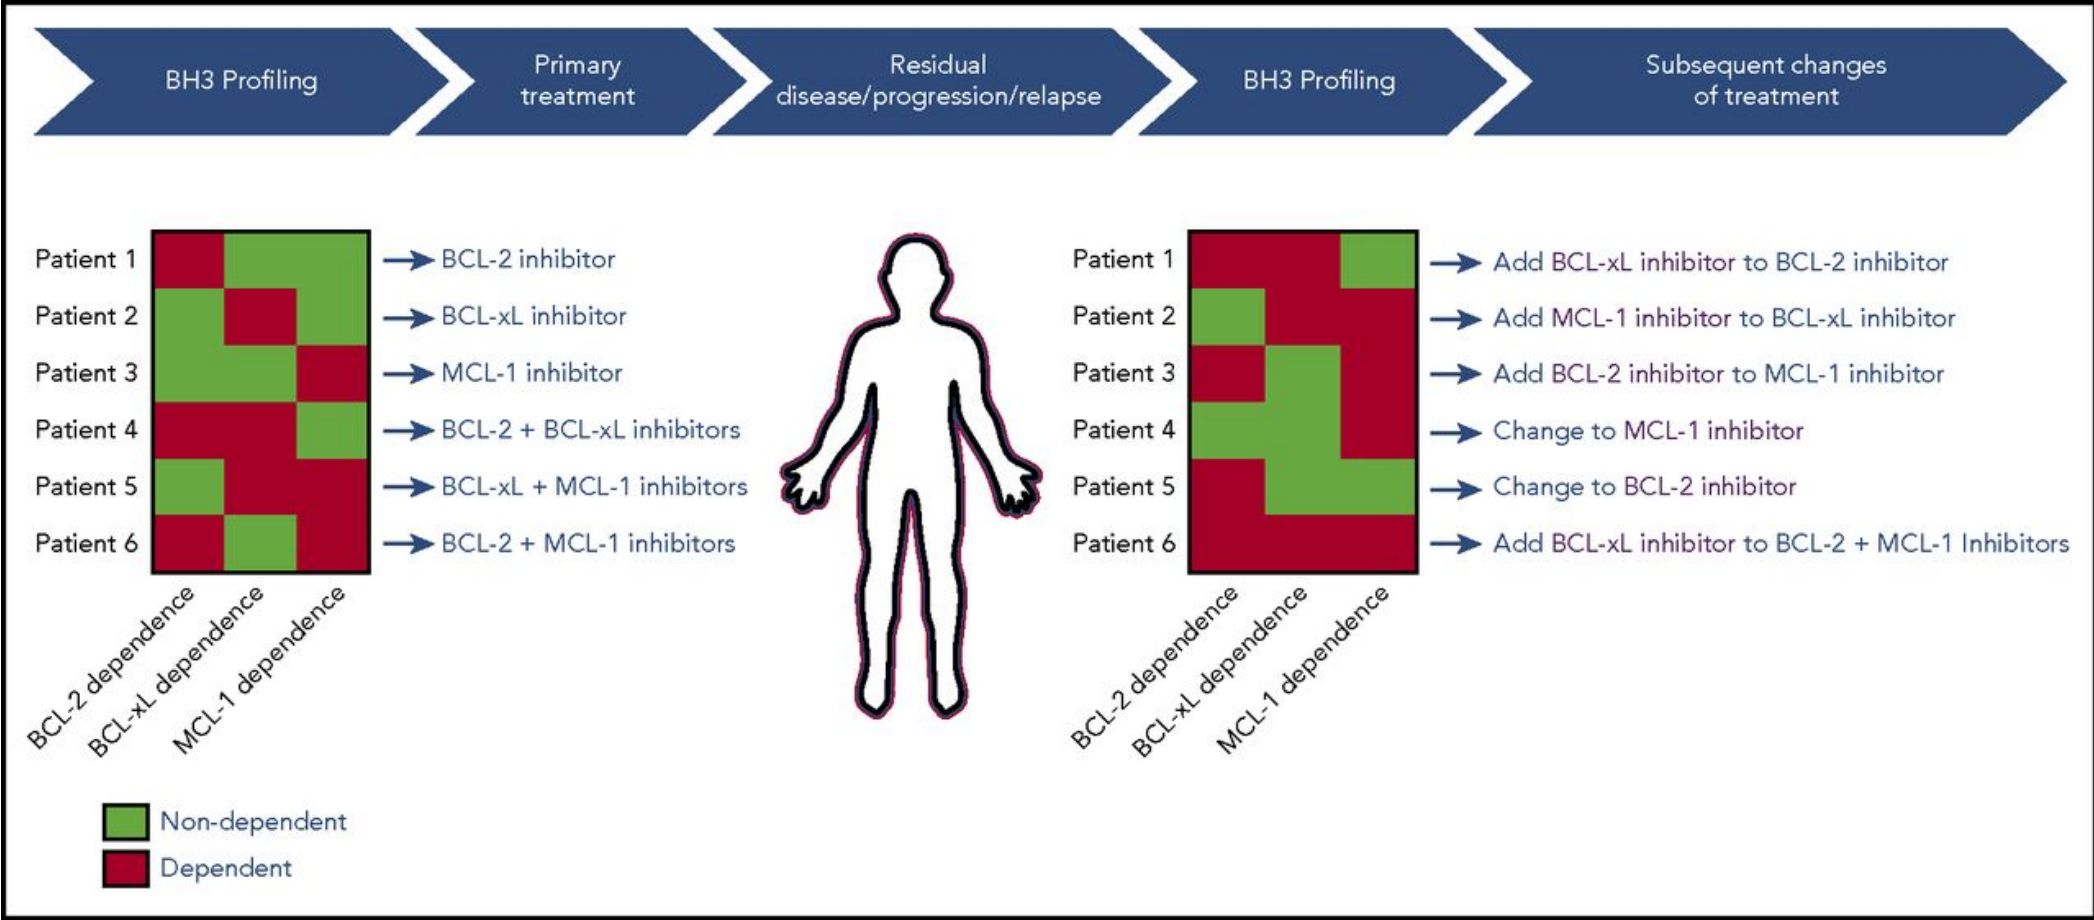 BH3 Profiling
Primary
treatment
Residual
disease/progression/relapse
BH3 Profiling
Subsequent changes
of treatment
Patient 1
BCL-2 inhibitor
Patient 2
BCL-xL inhibitor
Patient 3
MCL-1 inhibitor
Patient 4
BCL-2 + BCL-xL inhibitors
Patient 5
BCL-xL + MCL-1 inhibitors
Patient 6
BCL-2 + MCL-1 inhibitors
BCL-2 dependence
BCL-xL dependence
MCL-1 dependence
Patient 1
Add BCL-xL inhibitor to BCL-2 inhibitor
Patient 2
Add MCL-1 inhibitor to BCL-xL inhibitor
Patient 3
Add BCL-2 inhibitor to MCL-1 inhibitor
Patient 4
Change to MCL-1 inhibitor
Patient 5
Change to BCL-2 inhibitor
Patient 6
Add BCL-xL inhibitor to BCL-2 + MCL-1 Inhibitors
BCL-2 dependence
BCL-xL dependence
MCL-1 dependence
Non-dependent
Dependent